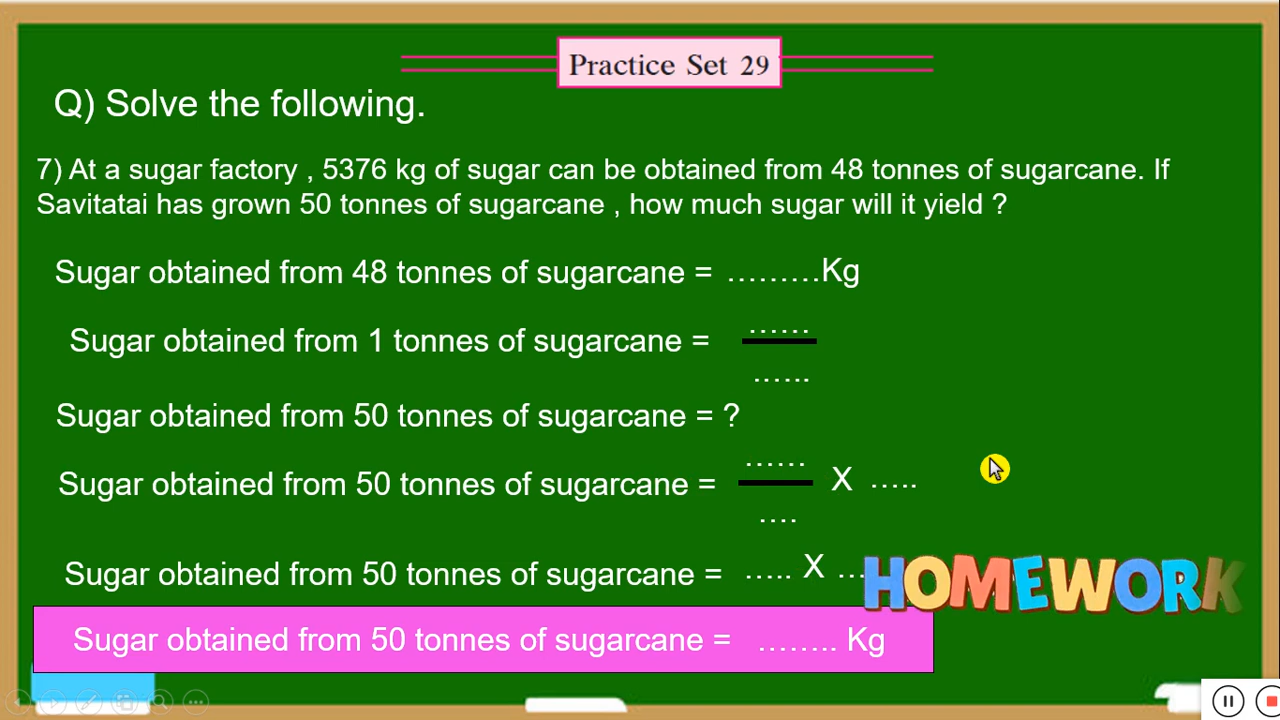 Practice Set 29
Q) Solve the following.
7) At a sugar factory , 5376 kg of sugar can be obtained from 48 tonnes of sugarcane. If
Savitatai has grown 50 tonnes of sugarcane , how much sugar will it yield ?
Sugar obtained from 48 tonnes of sugarcane = ………Kg
Sugar obtained from 1 tonnes of sugarcane = …… / ……
Sugar obtained from 50 tonnes of sugarcane = ?
Sugar obtained from 50 tonnes of sugarcane = …… / …. X …..
Sugar obtained from 50 tonnes of sugarcane = ….. X …
HOMEWORK
Sugar obtained from 50 tonnes of sugarcane = …….. Kg